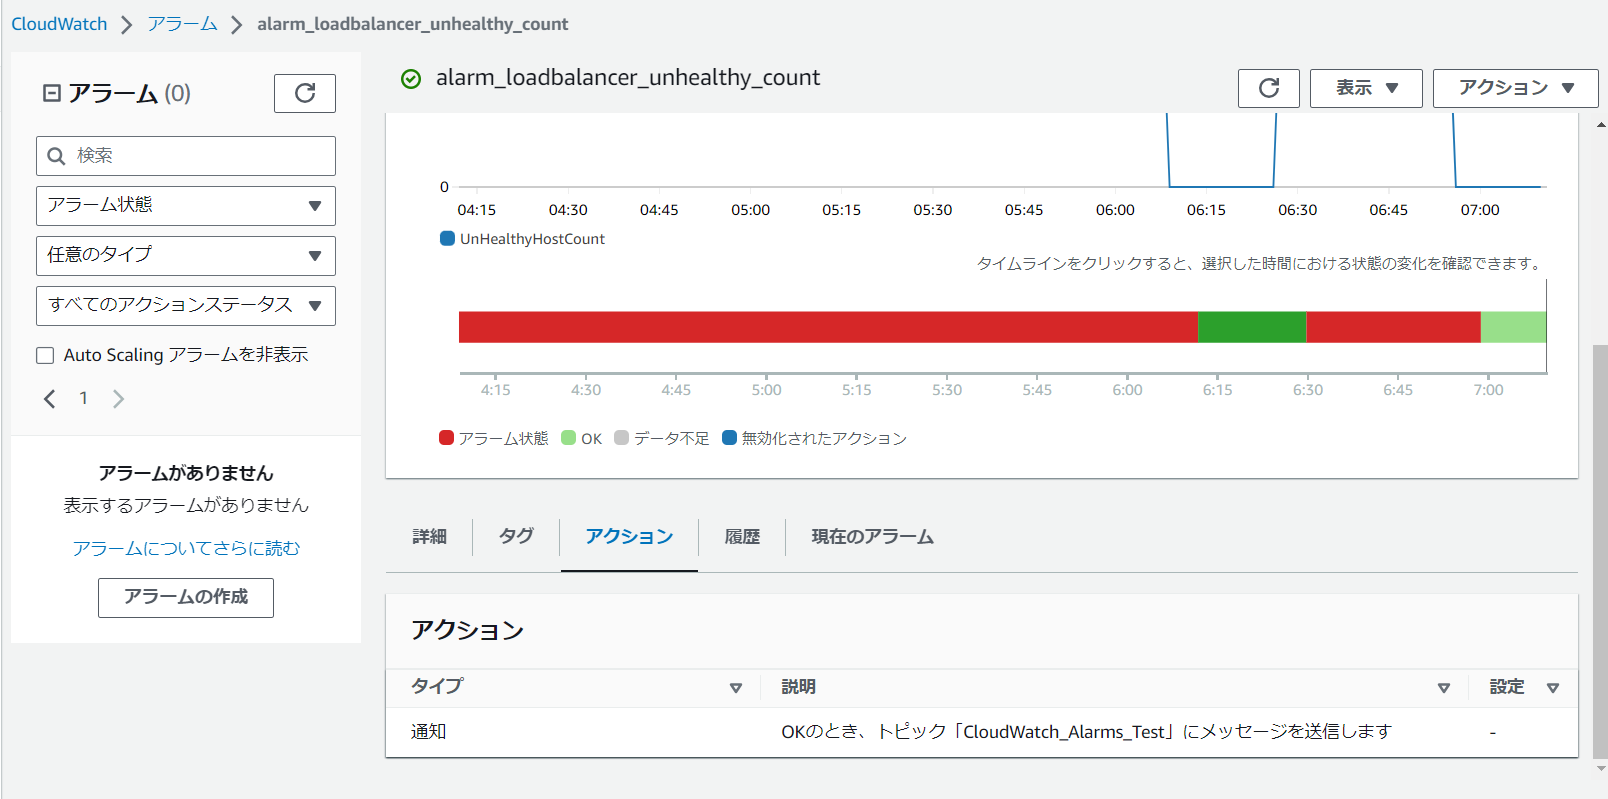 CloudWatch > アラーム > alarm_loadbalancer_unhealthy_count
アラーム (0)
検索
アラーム状態
任意のタイプ
すべてのアクションステータス
Auto Scaling アラームを非表示
1
アラームがありません
表示するアラームがありません
アラームについてさらに読む
アラームの作成
alarm_loadbalancer_unhealthy_count
表示
アクション
0
04:15 04:30 04:45 05:00 05:15 05:30 05:45 06:00 06:15 06:30 06:45 07:00
UnHealthyHostCount
タイムラインをクリックすると、選択した時間における状態の変化を確認できます。
4:15 4:30 4:45 5:00 5:15 5:30 5:45 6:00 6:15 6:30 6:45 7:00
アラーム状態 OK データ不足 無効化されたアクション
詳細 タグ アクション 履歴 現在のアラーム
アクション
タイプ 説明 設定
通知 OKのとき、トピック「CloudWatch_Alarms_Test」にメッセージを送信します -